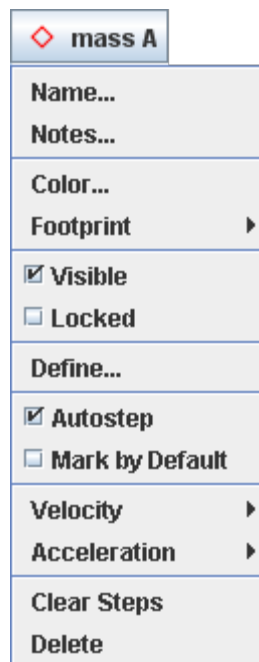 mass A
Name...
Notes...
Color...
Footprint
Visible
Locked
Define...
Autostep
Mark by Default
Velocity
Acceleration
Clear Steps
Delete